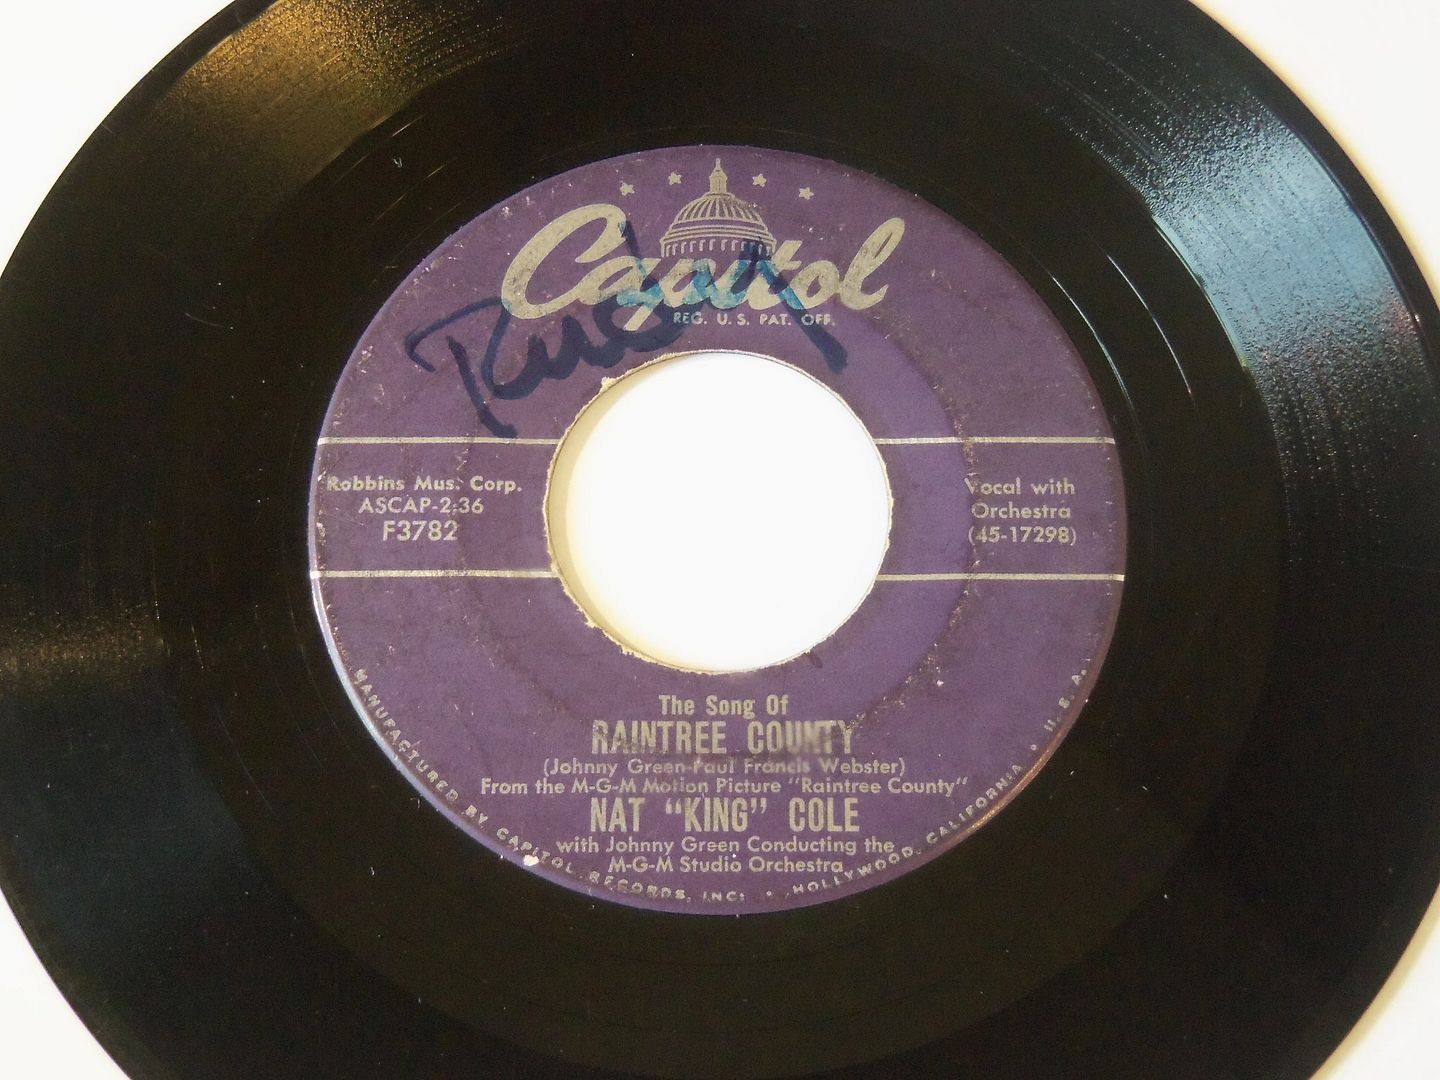 Capitol
REG. U. S. PAT. OFF.
Robbins Mus. Corp.
ASCAP-2:36
F3782
Vocal with
Orchestra
(45-17298)
The Song Of
RAINTREE COUNTY
(Johnny Green-Paul Francis Webster)
From the M-G-M Motion Picture "Raintree County"
NAT "KING" COLE
with Johnny Green Conducting the
M-G-M Studio Orchestra
MANUFACTURED BY CAPITOL RECORDS, INC. • HOLLYWOOD, CALIFORNIA • U. S. A.